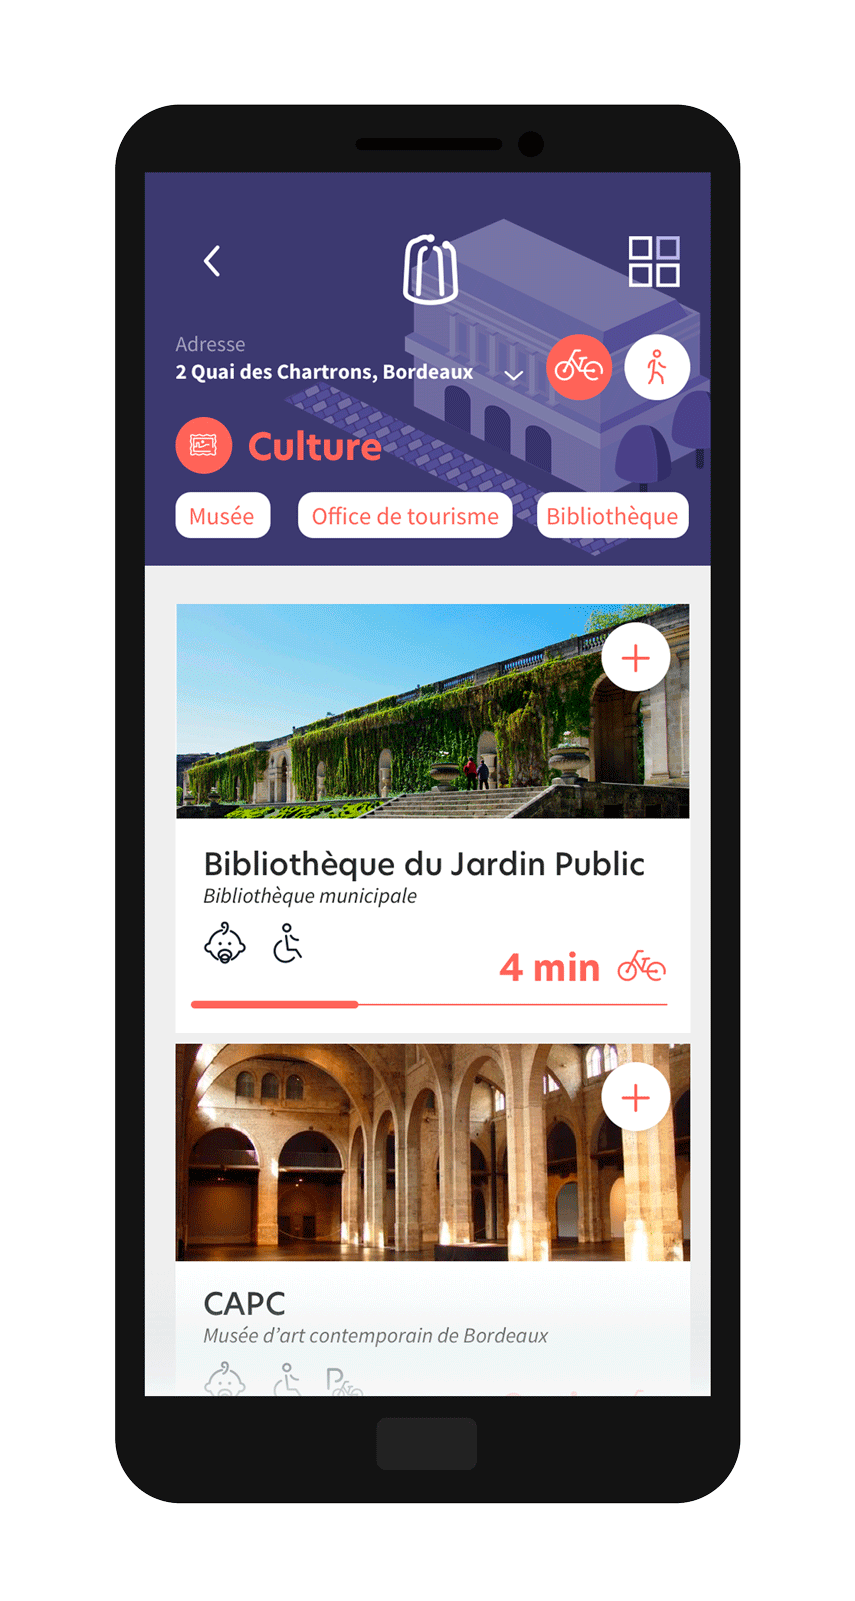 Adresse
2 Quai des Chartrons, Bordeaux
Culture
Musée
Office de tourisme
Bibliothèque
Bibliothèque du Jardin Public
Bibliothèque municipale
4 min
CAPC
Musée d’art contemporain de Bordeaux
P